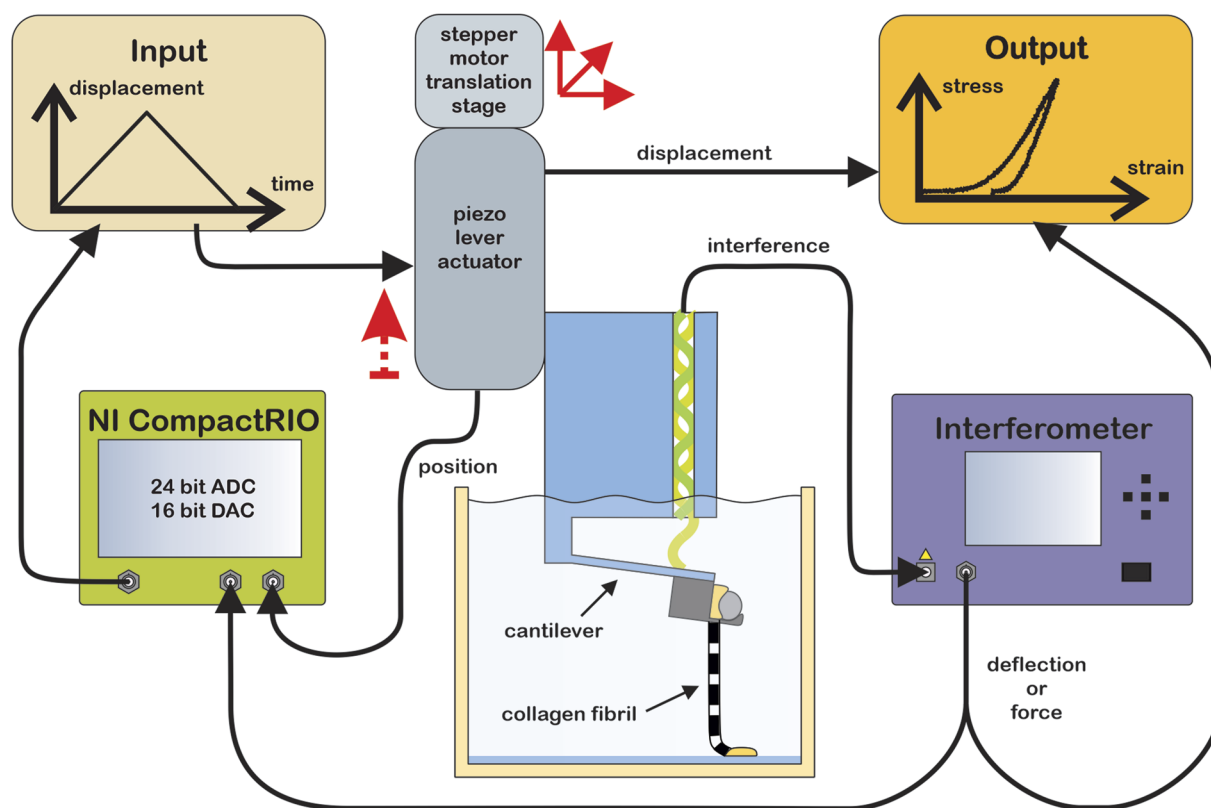 Input
displacement
time
stepper
motor
translation
stage
piezo
lever
actuator
displacement
Output
stress
strain
interference
NI CompactRIO
24 bit ADC
16 bit DAC
position
cantilever
collagen fibril
Interferometer
deflection
or
force